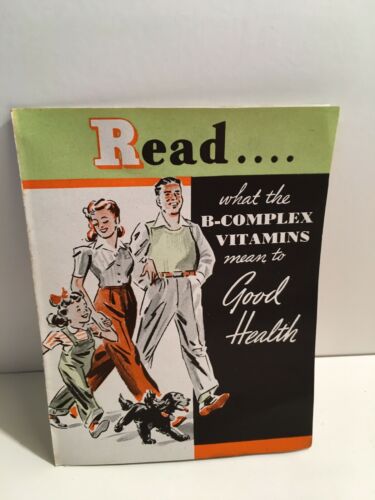 Read....
what the
B-COMPLEX
VITAMINS
mean to
Good
Health